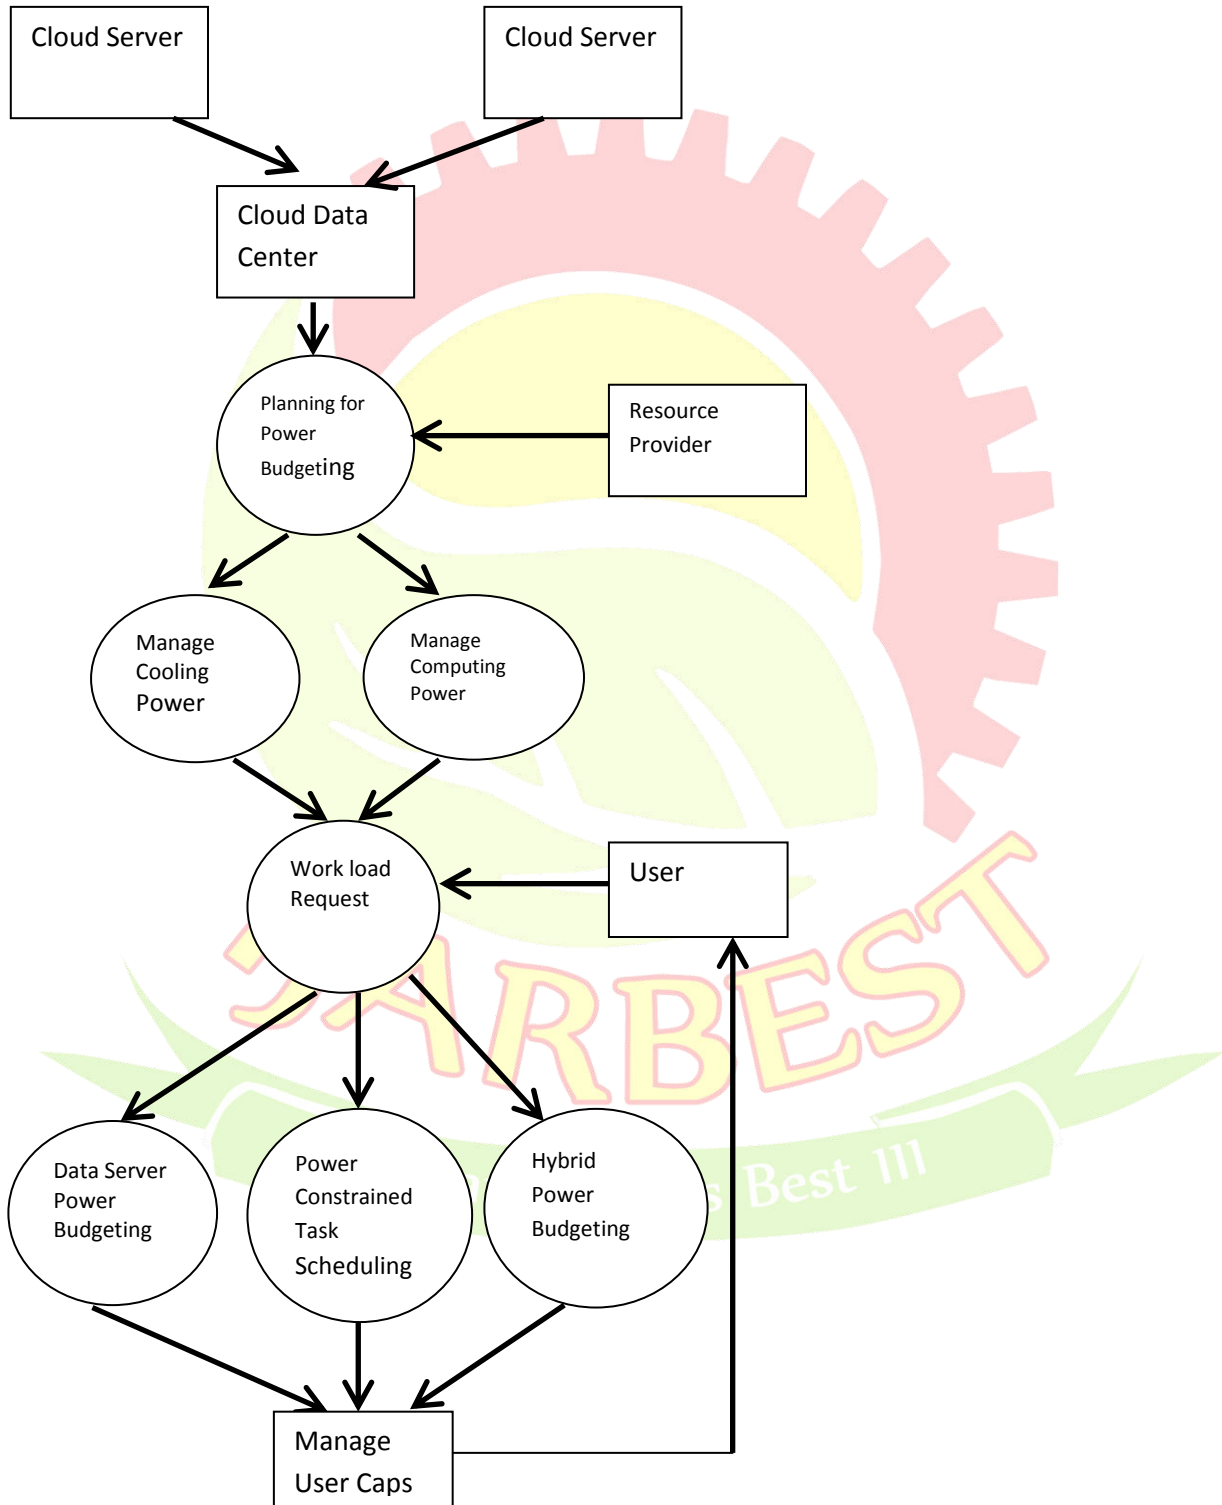 Cloud Server
Cloud Server
Cloud Data
Center
Planning for
Power
Budgeting
Resource
Provider
Manage
Cooling
Power
Manage
Computing
Power
Work load
Request
User
JARBEST
Data Server
Power
Budgeting
Power
Constrained
Task
Scheduling
Hybrid
Power
Budgeting
Best !!!
Manage
User Caps